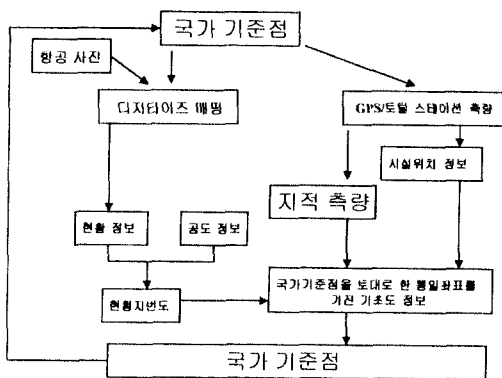 국가 기준점
항공 사진
디지타이즈 매핑
GPS/토털 스테이션 측량
시설위치 정보
지적 측량
현황 정보
공도 정보
현황지번도
국가기준점을 토대로 한 통일좌표를
가진 기초도 정보
국가 기준점